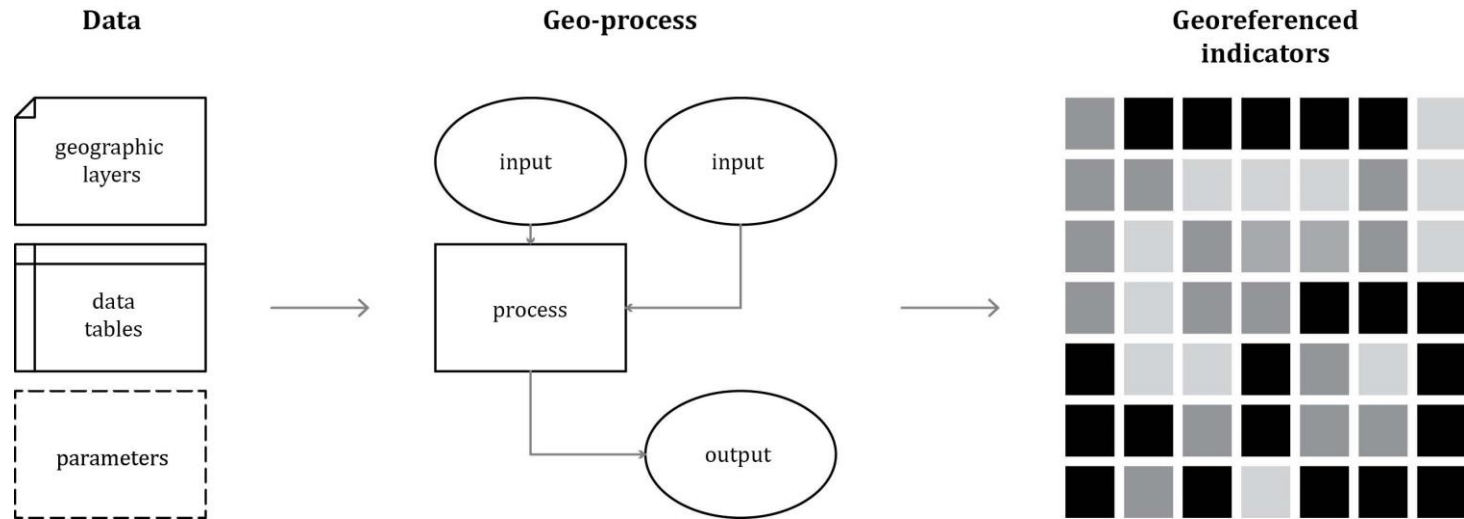 Data
geographic
layers
data
tables
parameters
Geo-process
input
input
process
output
Georeferenced
indicators